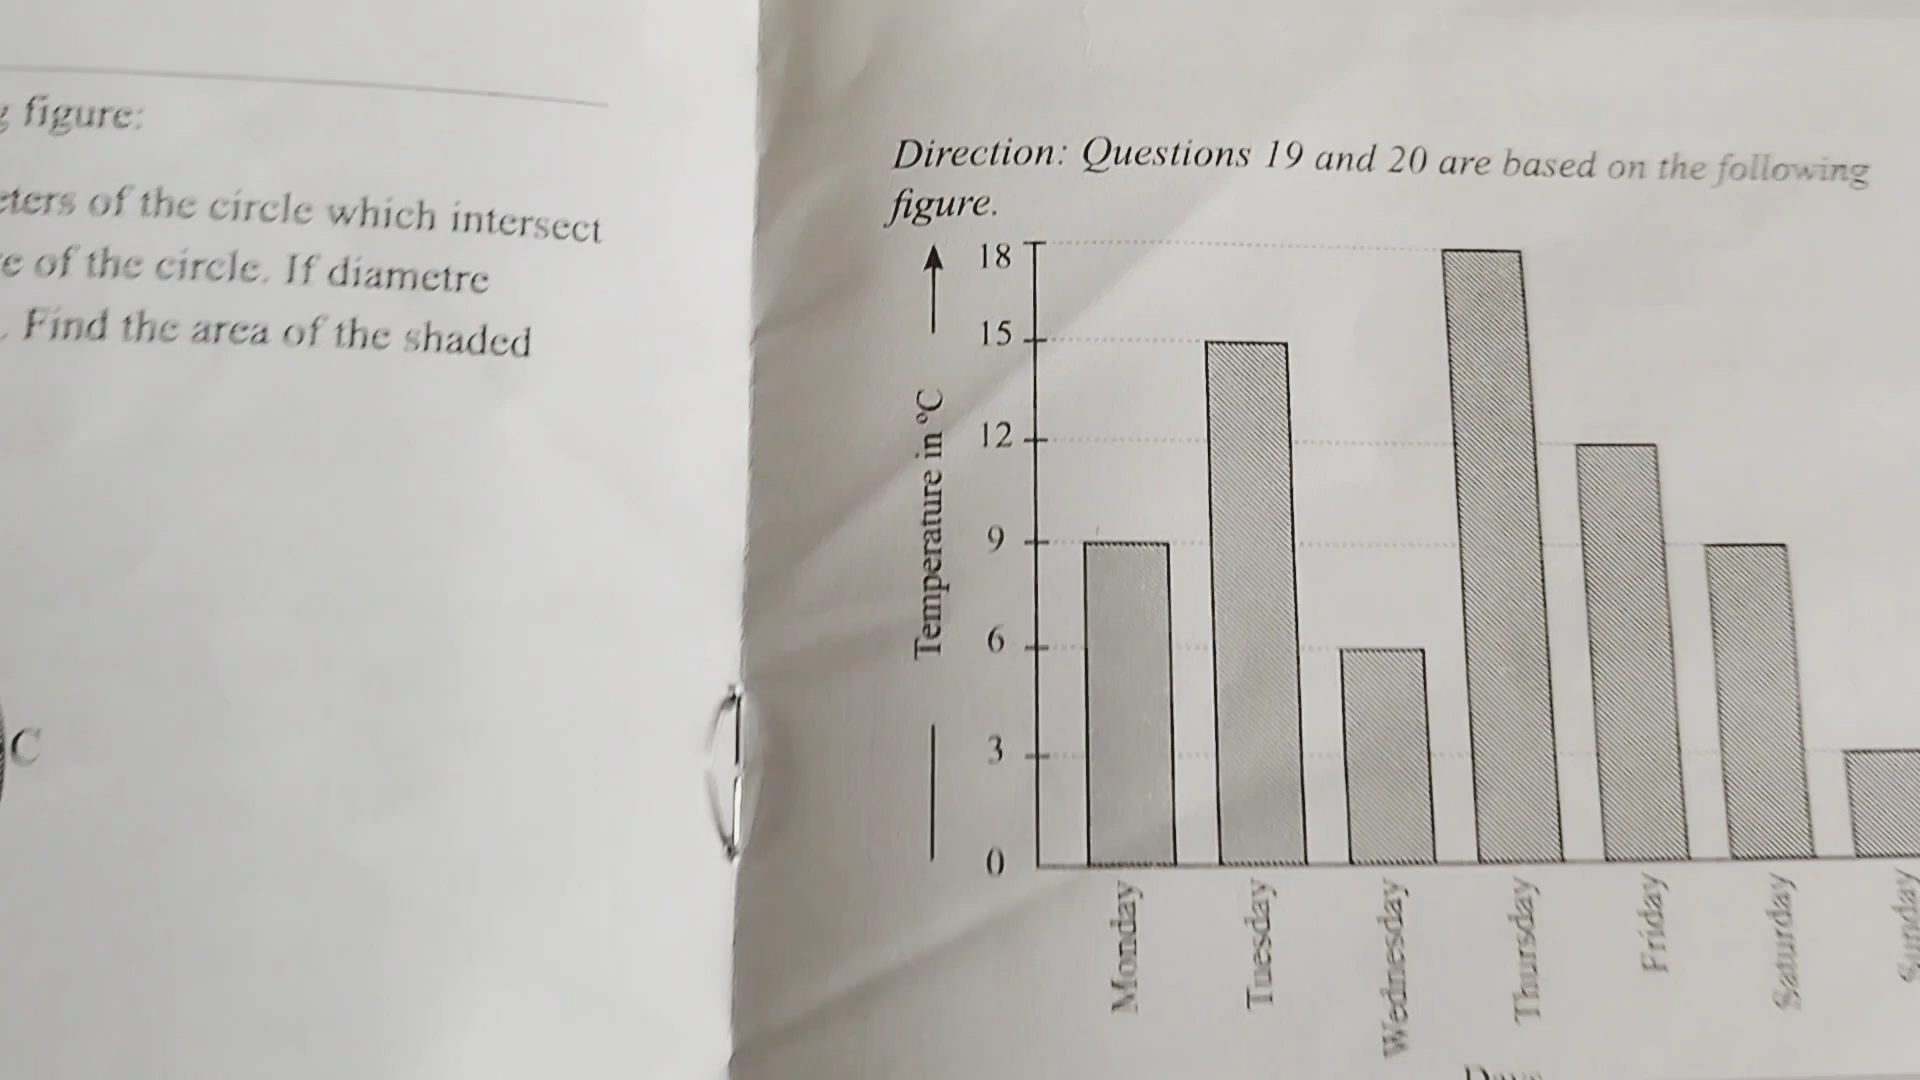 figure:
of the circle which intersect
of the circle. If diametre
. Find the area of the shaded
C
Direction: Questions 19 and 20 are based on the following
figure.
18
15
12
9
6
3
0
Temperature in °C
Monday
Tuesday
Wednesday
Thursday
Friday
Saturday
Sunday